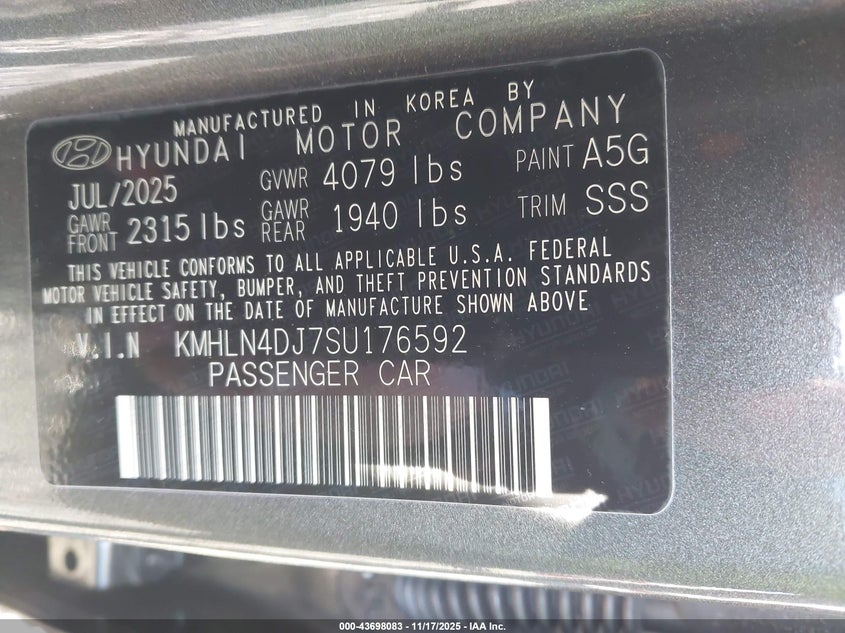 MANUFACTURED IN KOREA BY
HYUNDAI MOTOR COMPANY
JUL/2025 GVWR 4079 lbs PAINT A5G
GAWR FRONT 2315 lbs GAWR REAR 1940 lbs TRIM SSS
THIS VEHICLE CONFORMS TO ALL APPLICABLE U.S.A. FEDERAL
MOTOR VEHICLE SAFETY, BUMPER, AND THEFT PREVENTION STANDARDS
IN EFFECT ON THE DATE OF MANUFACTURE SHOWN ABOVE
V.I.N KMHLN4DJ7SU176592
PASSENGER CAR
000-43698083 - 11/17/2025 - IAA Inc.